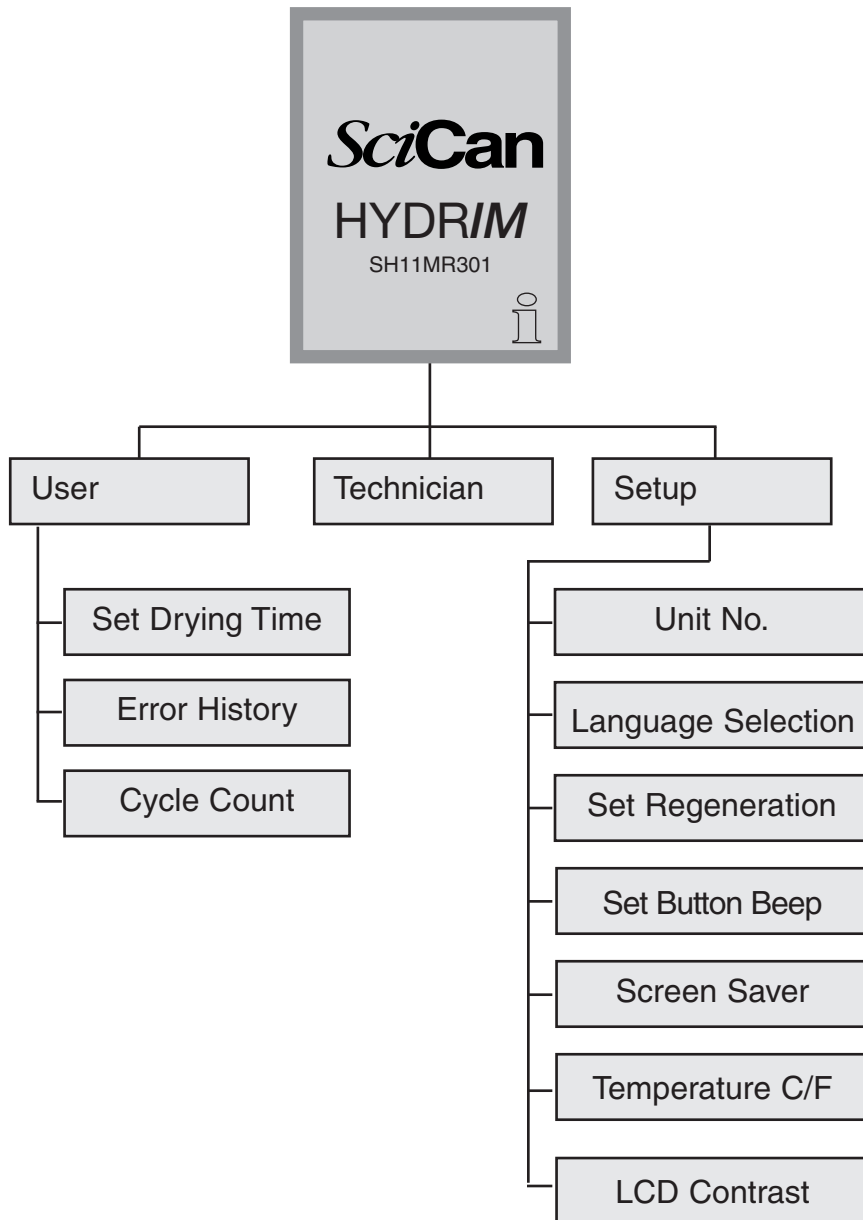 SciCan
HYDRIM
SH11MR301
i
User
Technician
Setup
Set Drying Time
Error History
Cycle Count
Unit No.
Language Selection
Set Regeneration
Set Button Beep
Screen Saver
Temperature C/F
LCD Contrast